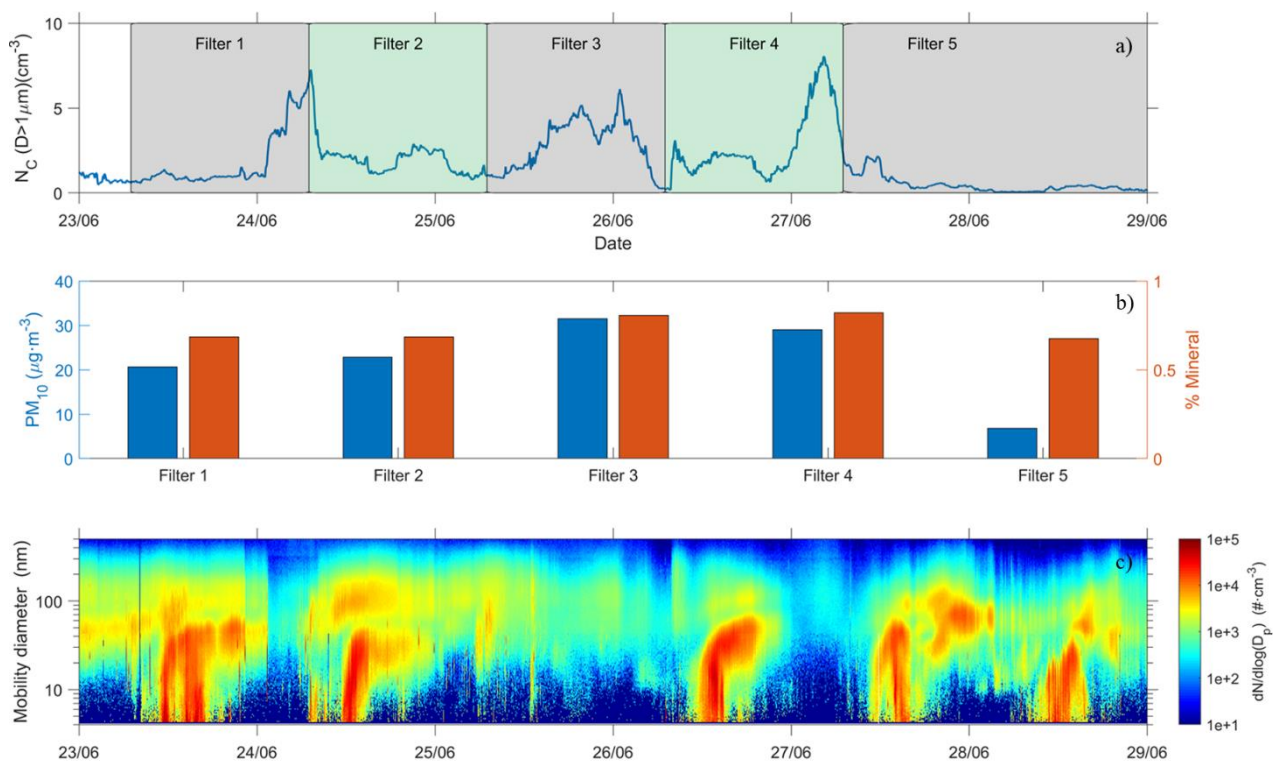 N_C (D>1μm)(cm⁻³)
10
5
0
Filter 1
Filter 2
Filter 3
Filter 4
Filter 5
a)
23/06
24/06
25/06
26/06
27/06
28/06
29/06
Date
PM₁₀ (μg·m⁻³)
40
30
20
10
0
b)
1
0.5
0
% Mineral
Filter 1
Filter 2
Filter 3
Filter 4
Filter 5
Mobility diameter (nm)
100
10
c)
1e+5
1e+4
1e+3
1e+2
1e+1
dN/dlog(Dₚ) (#·cm⁻³)
23/06
24/06
25/06
26/06
27/06
28/06
29/06